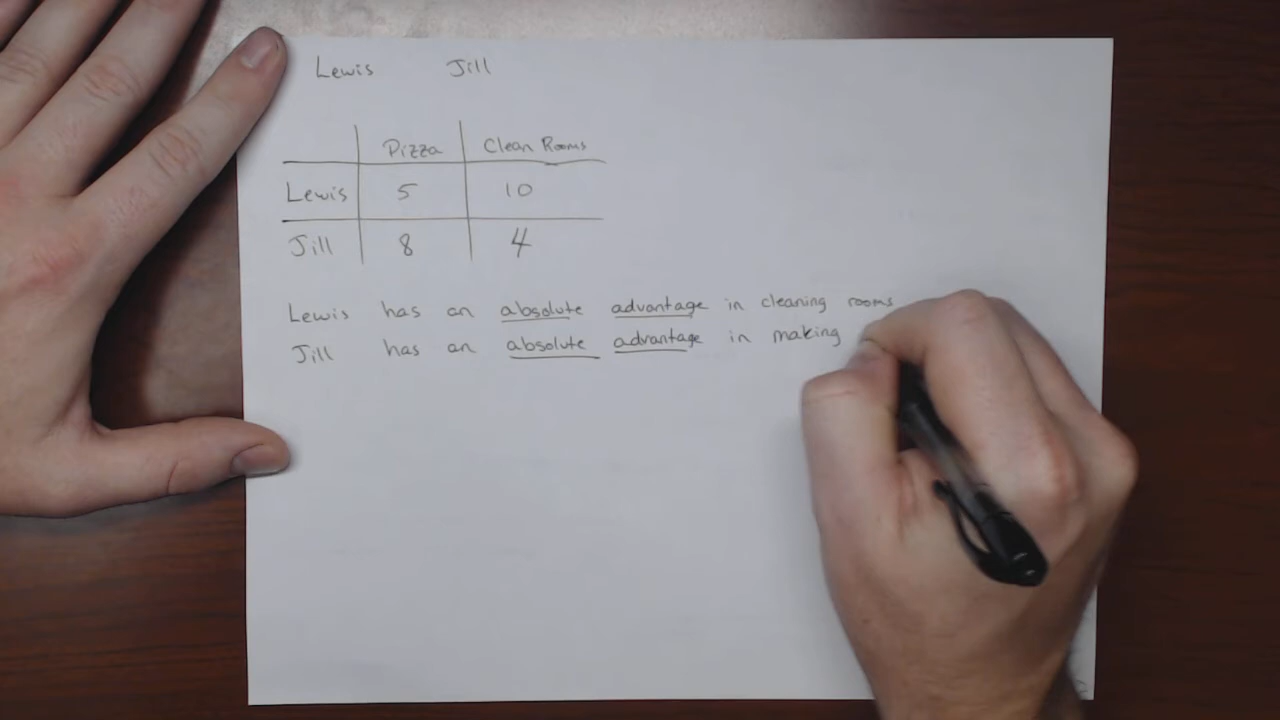 Lewis Jill
Pizza Clean Rooms
Lewis 5 10
Jill 8 4
Lewis has an absolute advantage in cleaning rooms
Jill has an absolute advantage in making